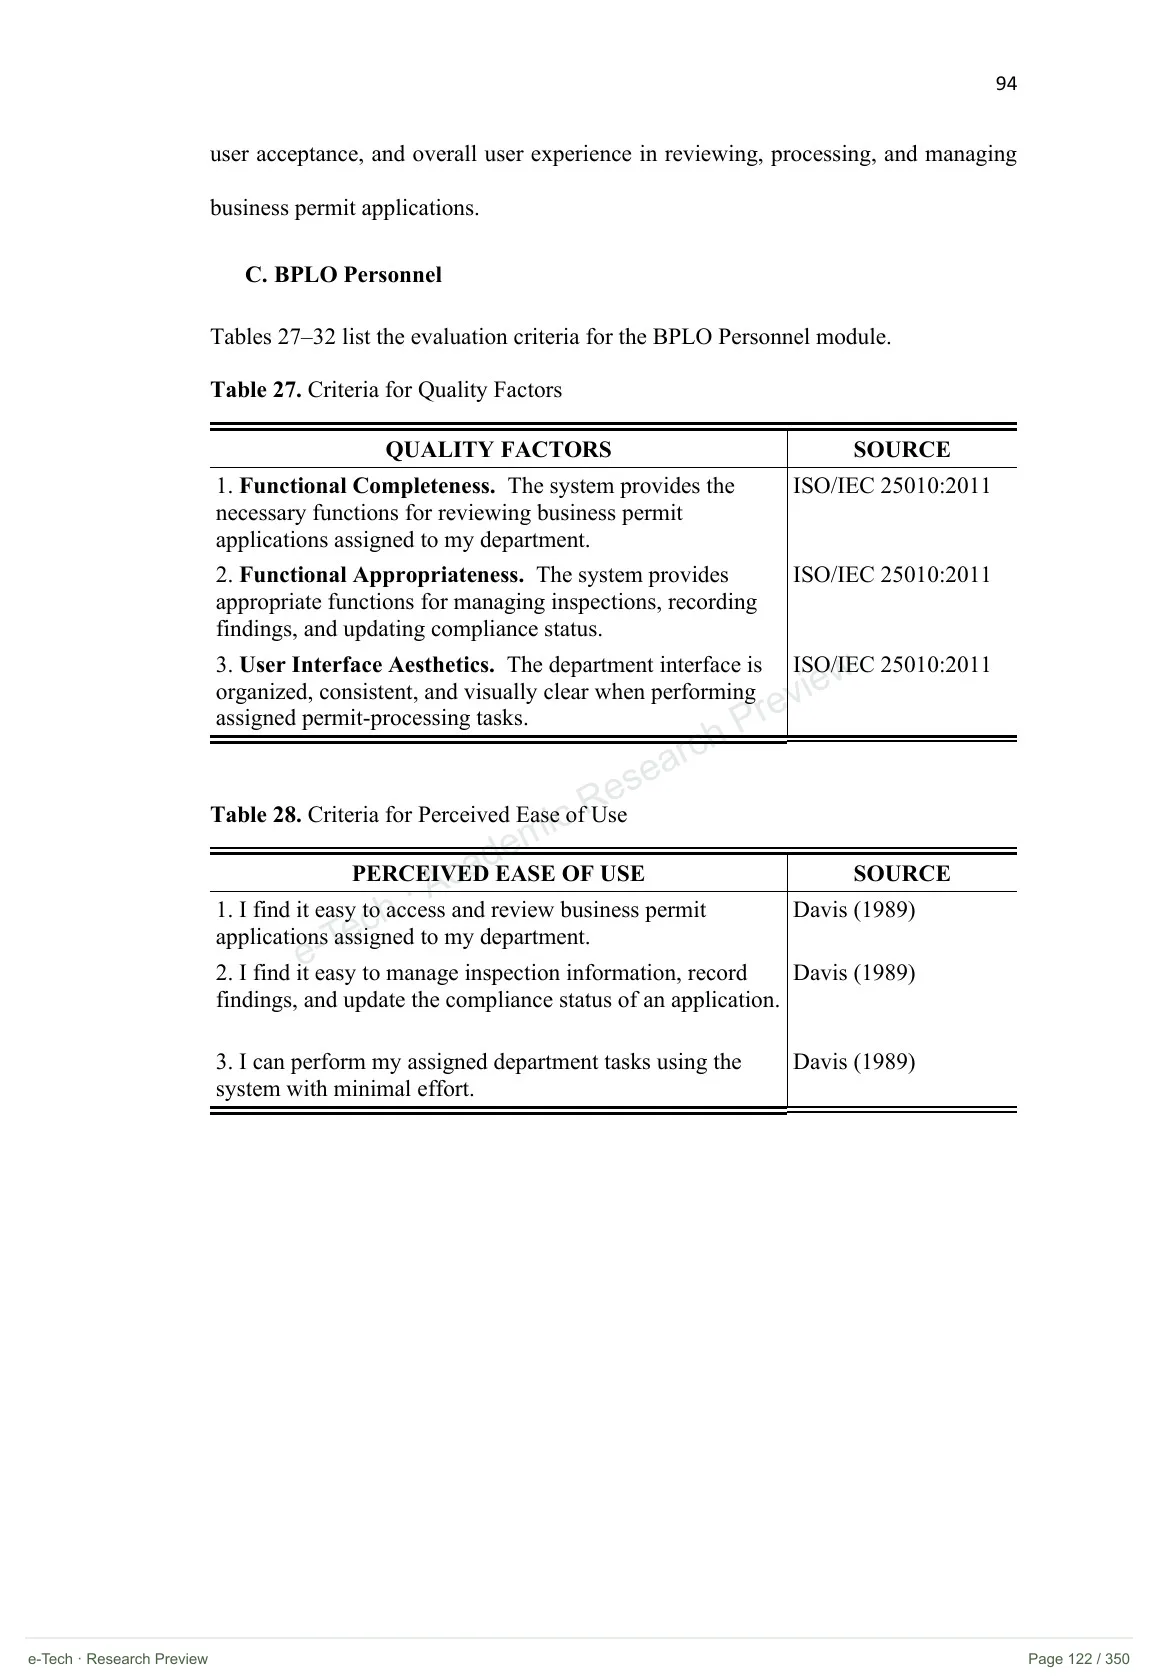 94
user acceptance, and overall user experience in reviewing, processing, and managing
business permit applications.
C. BPLO Personnel
Tables 27–32 list the evaluation criteria for the BPLO Personnel module.
Table 27. Criteria for Quality Factors
QUALITY FACTORS SOURCE
1. Functional Completeness. The system provides the ISO/IEC 25010:2011
necessary functions for reviewing business permit
applications assigned to my department.
2. Functional Appropriateness. The system provides ISO/IEC 25010:2011
appropriate functions for managing inspections, recording
findings, and updating compliance status.
3. User Interface Aesthetics. The department interface is ISO/IEC 25010:2011
organized, consistent, and visually clear when performing
assigned permit-processing tasks.
Table 28. Criteria for Perceived Ease of Use
PERCEIVED EASE OF USE SOURCE
1. I find it easy to access and review business permit Davis (1989)
applications assigned to my department.
2. I find it easy to manage inspection information, record Davis (1989)
findings, and update the compliance status of an application.
3. I can perform my assigned department tasks using the Davis (1989)
system with minimal effort.
e-Tech · Academic Research Preview
e-Tech · Research Preview Page 122 / 350